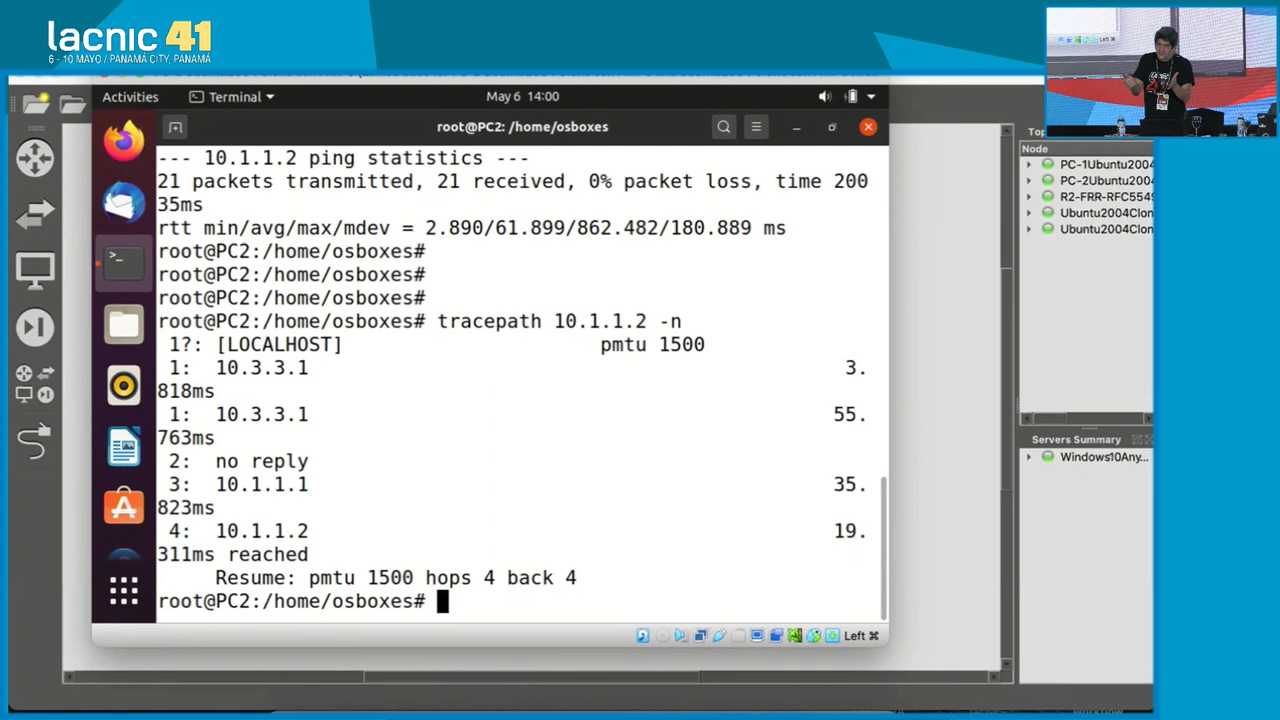 lacnic 41
6 - 10 MAYO / PANAMÁ CITY, PANAMÁ
Activities
Terminal
May 6 14:00
root@PC2: /home/osboxes
--- 10.1.1.2 ping statistics ---
21 packets transmitted, 21 received, 0% packet loss, time 200
35ms
rtt min/avg/max/mdev = 2.890/61.899/862.482/180.889 ms
root@PC2:/home/osboxes#
root@PC2:/home/osboxes#
root@PC2:/home/osboxes#
root@PC2:/home/osboxes# tracepath 10.1.1.2 -n
1?: [LOCALHOST] pmtu 1500
1: 10.3.3.1 3.
818ms
1: 10.3.3.1 55.
763ms
2: no reply
3: 10.1.1.1 35.
823ms
4: 10.1.1.2 19.
311ms reached
Resume: pmtu 1500 hops 4 back 4
root@PC2:/home/osboxes#
Left ⌘
Top
Node
PC-1Ubuntu2004
PC-2Ubuntu2004
R2-FRR-RFC5549
Ubuntu2004Clon
Ubuntu2004Clon
Servers Summary
Windows10Any...